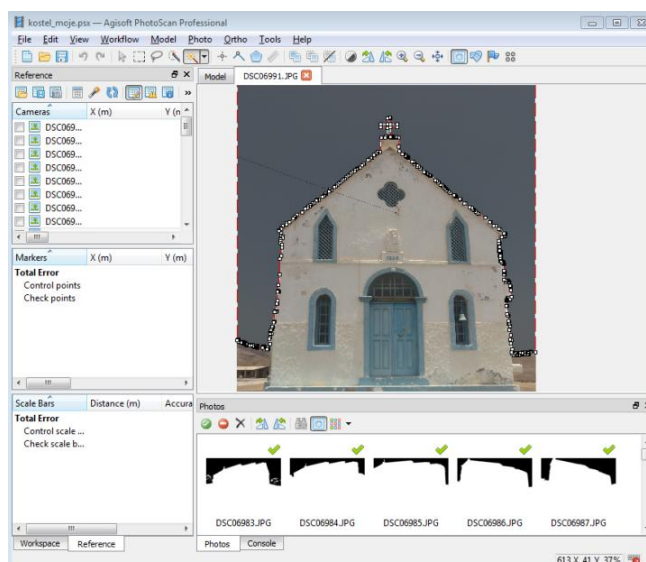 kostel_moje.psx — Agisoft PhotoScan Professional
File Edit View Workflow Model Photo Ortho Tools Help
Reference
Model DSC06991.JPG
Cameras X (m) Y (n
DSC069...
DSC069...
DSC069...
DSC069...
DSC069...
DSC069...
DSC069...
Markers X (m) Y (m)
Total Error
Control points
Check points
Scale Bars Distance (m) Accura
Total Error
Control scale ...
Check scale b...
Photos
DSC06983.JPG DSC06984.JPG DSC06985.JPG DSC06986.JPG DSC06987.JPG
Workspace Reference
Photos Console
613 X 41 Y 37%